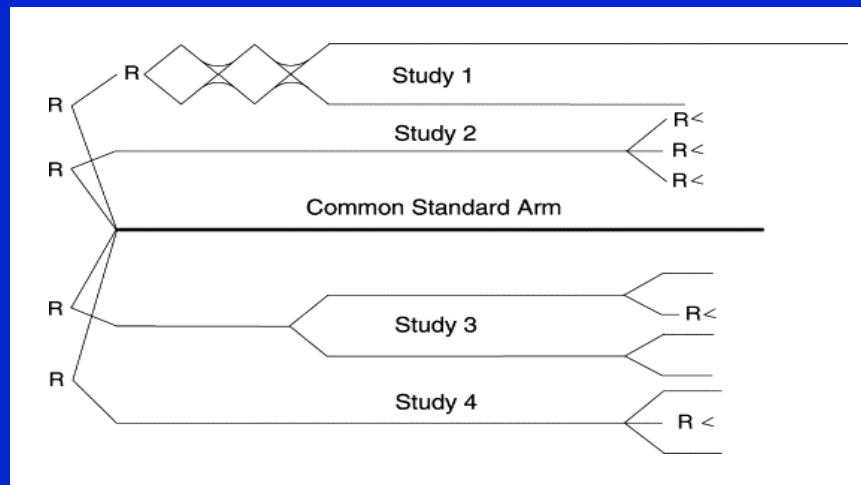 R
Study 1
R
R<
Study 2
R<
R
R<
Common Standard Arm
R
R<
Study 3
R
Study 4
R <